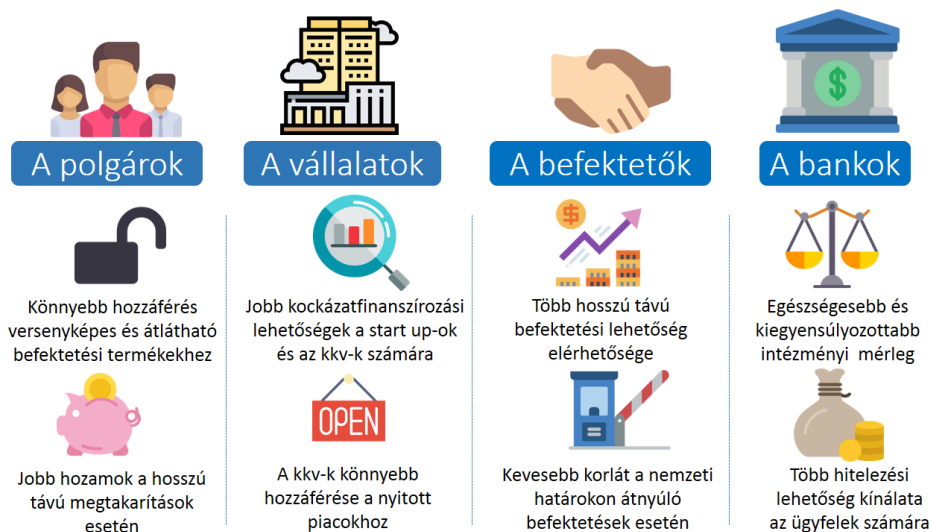 A polgárok
Könnyebb hozzáférés
versenyképes és átlátható
befektetési termékekhez
Jobb hozamok a hosszú
távú megtakarítások
esetén
A vállalatok
Jobb kockázatfinanszírozási
lehetőségek a start up-ok
és az kkv-k számára
OPEN
A kkv-k könnyebb
hozzáférése a nyitott
piacokhoz
A befektetők
$
Több hosszú távú
befektetési lehetőség
elérhetősége
Kevesebb korlát a nemzeti
határokon átnyúló
befektetések esetén
$
A bankok
Egészségesebb és
kiegyensúlyozottabb
intézményi mérleg
Több hitelezési
lehetőség kínálata
az ügyfelek számára